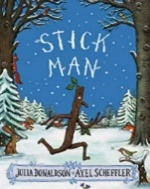 STICK
MAN
JULIA DONALDSON • AXEL SCHEFFLER